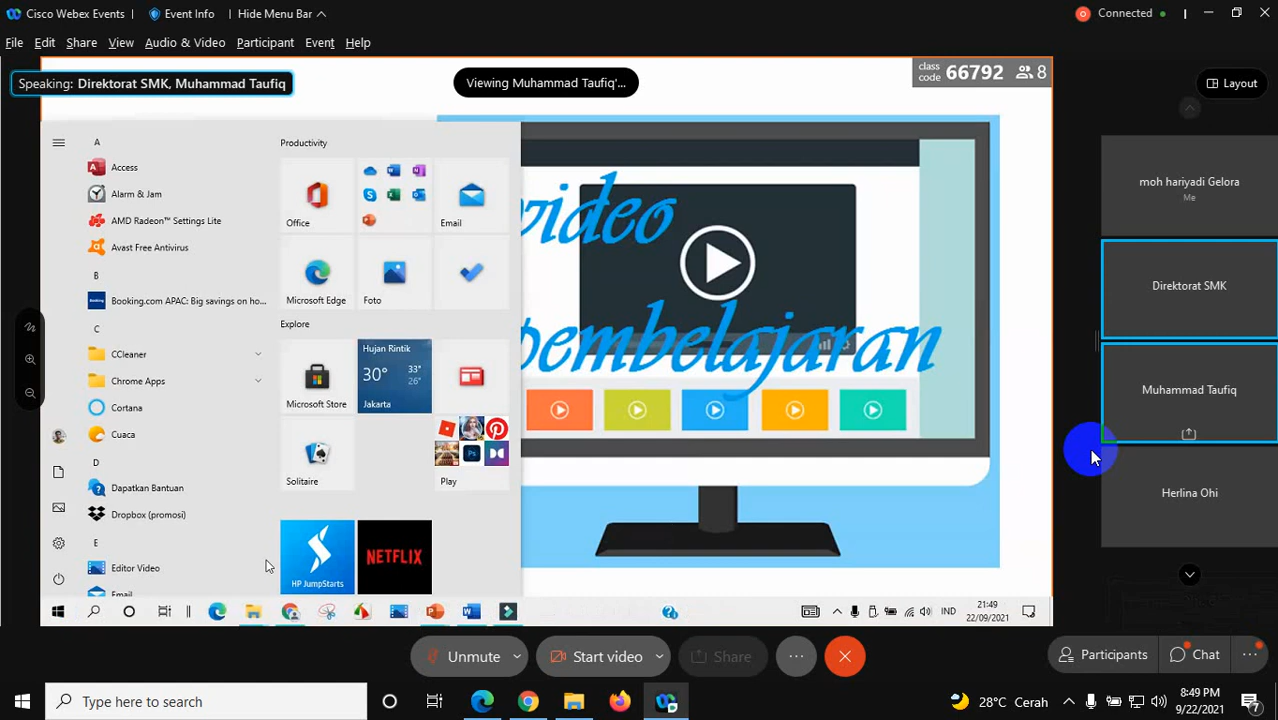 Cisco Webex Events
Event Info
Hide Menu Bar
Connected
File Edit Share View Audio & Video Participant Event Help
Speaking: Direktorat SMK, Muhammad Taufiq
Viewing Muhammad Taufiq'...
class code 66792 8
Layout
A
Access
Alarm & Jam
AMD Radeon™ Settings Lite
Avast Free Antivirus
B
Booking.com APAC: Big savings on ho...
C
CCleaner
Chrome Apps
Cortana
Cuaca
D
Dapatkan Bantuan
Dropbox (promosi)
E
Editor Video
Email
Productivity
Office
Email
Microsoft Edge
Foto
Explore
Microsoft Store
Hujan Rintik
30° 33° 26°
Jakarta
Solitaire
Play
HP JumpStarts
NETFLIX
video
pembelajaran
moh hariyadi Gelora
Me
Direktorat SMK
Muhammad Taufiq
Herlina Ohi
IND
21:49
22/09/2021
Unmute
Start video
Share
Participants
Chat
Type here to search
28°C Cerah
8:49 PM
9/22/2021
7